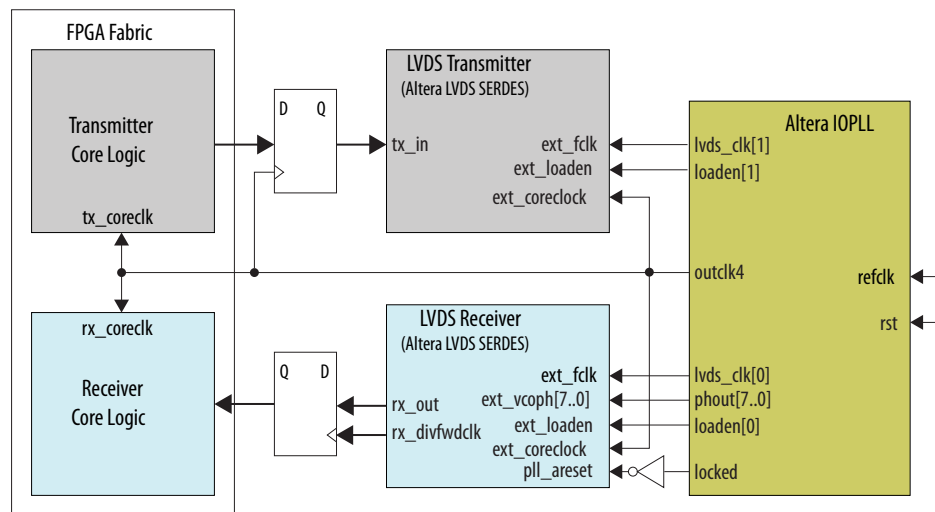 FPGA Fabric
Transmitter
Core Logic
tx_coreclk
D Q
LVDS Transmitter
(Altera LVDS SERDES)
tx_in
ext_fclk
ext_loaden
ext_coreclock
Altera IOPLL
lvds_clk[1]
loaden[1]
outclk4
refclk
rst
rx_coreclk
Receiver
Core Logic
Q D
LVDS Receiver
(Altera LVDS SERDES)
rx_out
rx_divfwdclk
ext_fclk
ext_vcoph[7..0]
ext_loaden
ext_coreclock
pll_areset
lvds_clk[0]
phout[7..0]
loaden[0]
locked